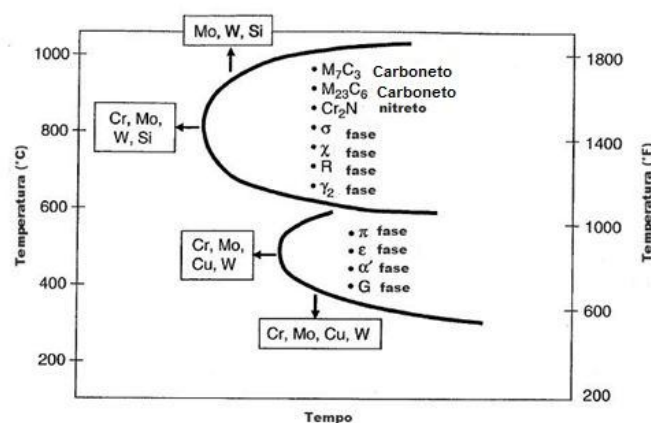 Mo, W, Si
1000
800
600
400
200
Temperatura (°C)
Cr, Mo,
W, Si
• M₇C₃ Carboneto
• M₂₃C₆ Carboneto
• Cr₂N nitreto
• σ fase
• χ fase
• R fase
• γ₂ fase
Cr, Mo,
Cu, W
• π fase
• ε fase
• α' fase
• G fase
Cr, Mo, Cu, W
1800
1400
1000
600
200
Temperatura (°F)
Tempo